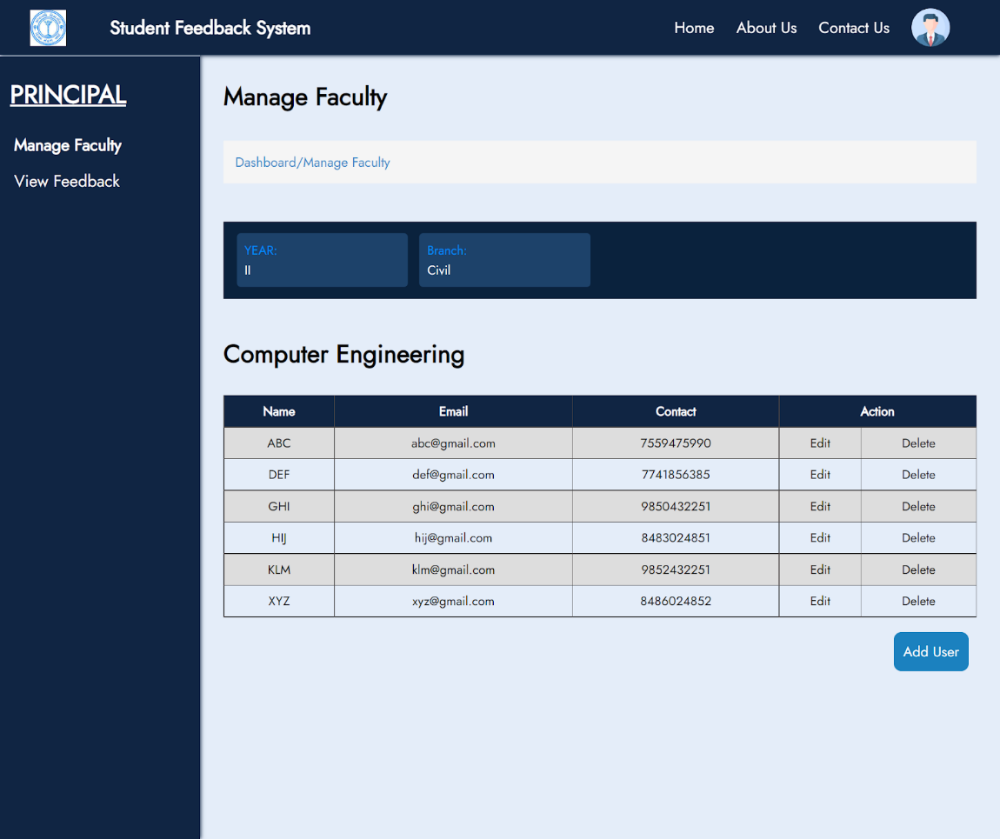 Student Feedback System
Home About Us Contact Us
PRINCIPAL
Manage Faculty
View Feedback
Manage Faculty
Dashboard/Manage Faculty
YEAR: Branch:
II Civil
Computer Engineering
Name Email Contact Action
ABC abc@gmail.com 7559475990 Edit Delete
DEF def@gmail.com 7741856385 Edit Delete
GHI ghi@gmail.com 9850432251 Edit Delete
HIJ hij@gmail.com 8483024851 Edit Delete
KLM klm@gmail.com 9852432251 Edit Delete
XYZ xyz@gmail.com 8486024852 Edit Delete
Add User